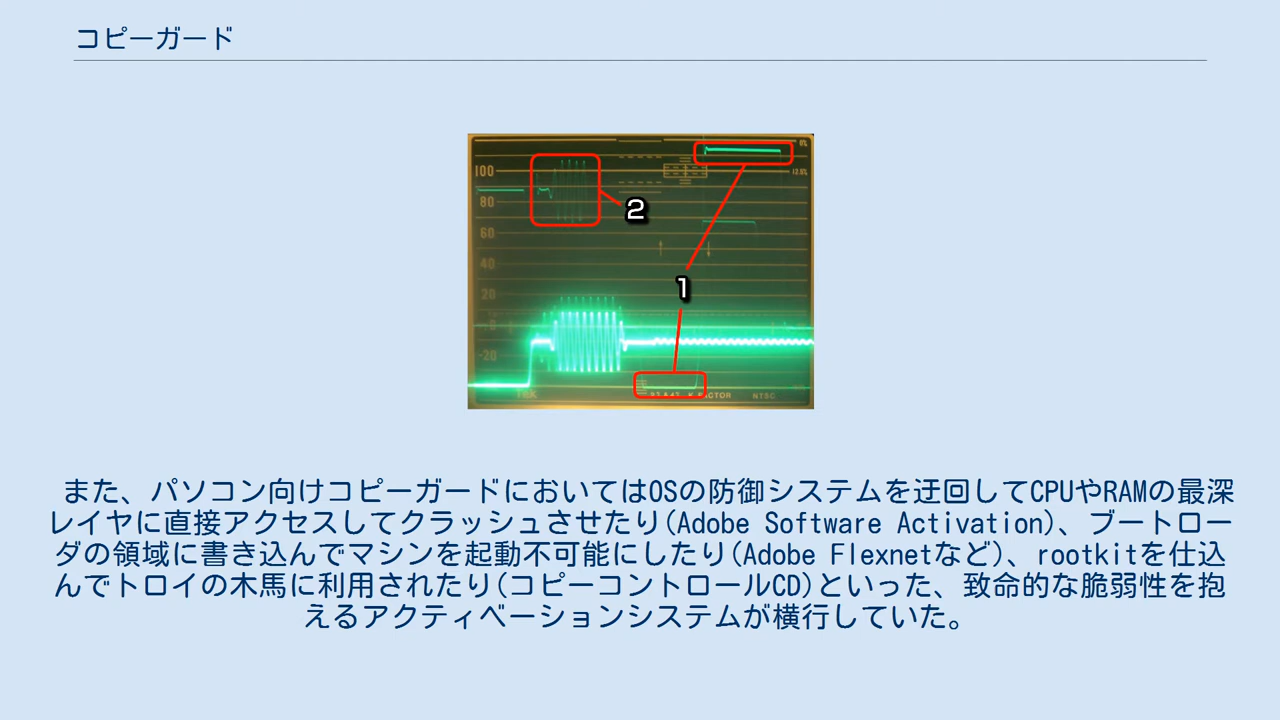 コピーガード
0%
100
12.5%
80
2
60
40
1
20
-20
K FACTOR NTSC
TEK
また、パソコン向けコピーガードにおいてはOSの防御システムを迂回してCPUやRAMの最深
レイヤに直接アクセスしてクラッシュさせたり(Adobe Software Activation)、ブートロー
ダの領域に書き込んでマシンを起動不可能にしたり(Adobe Flexnetなど)、rootkitを仕込
んでトロイの木馬に利用されたり(コピーコントロールCD)といった、致命的な脆弱性を抱
えるアクティベーションシステムが横行していた。